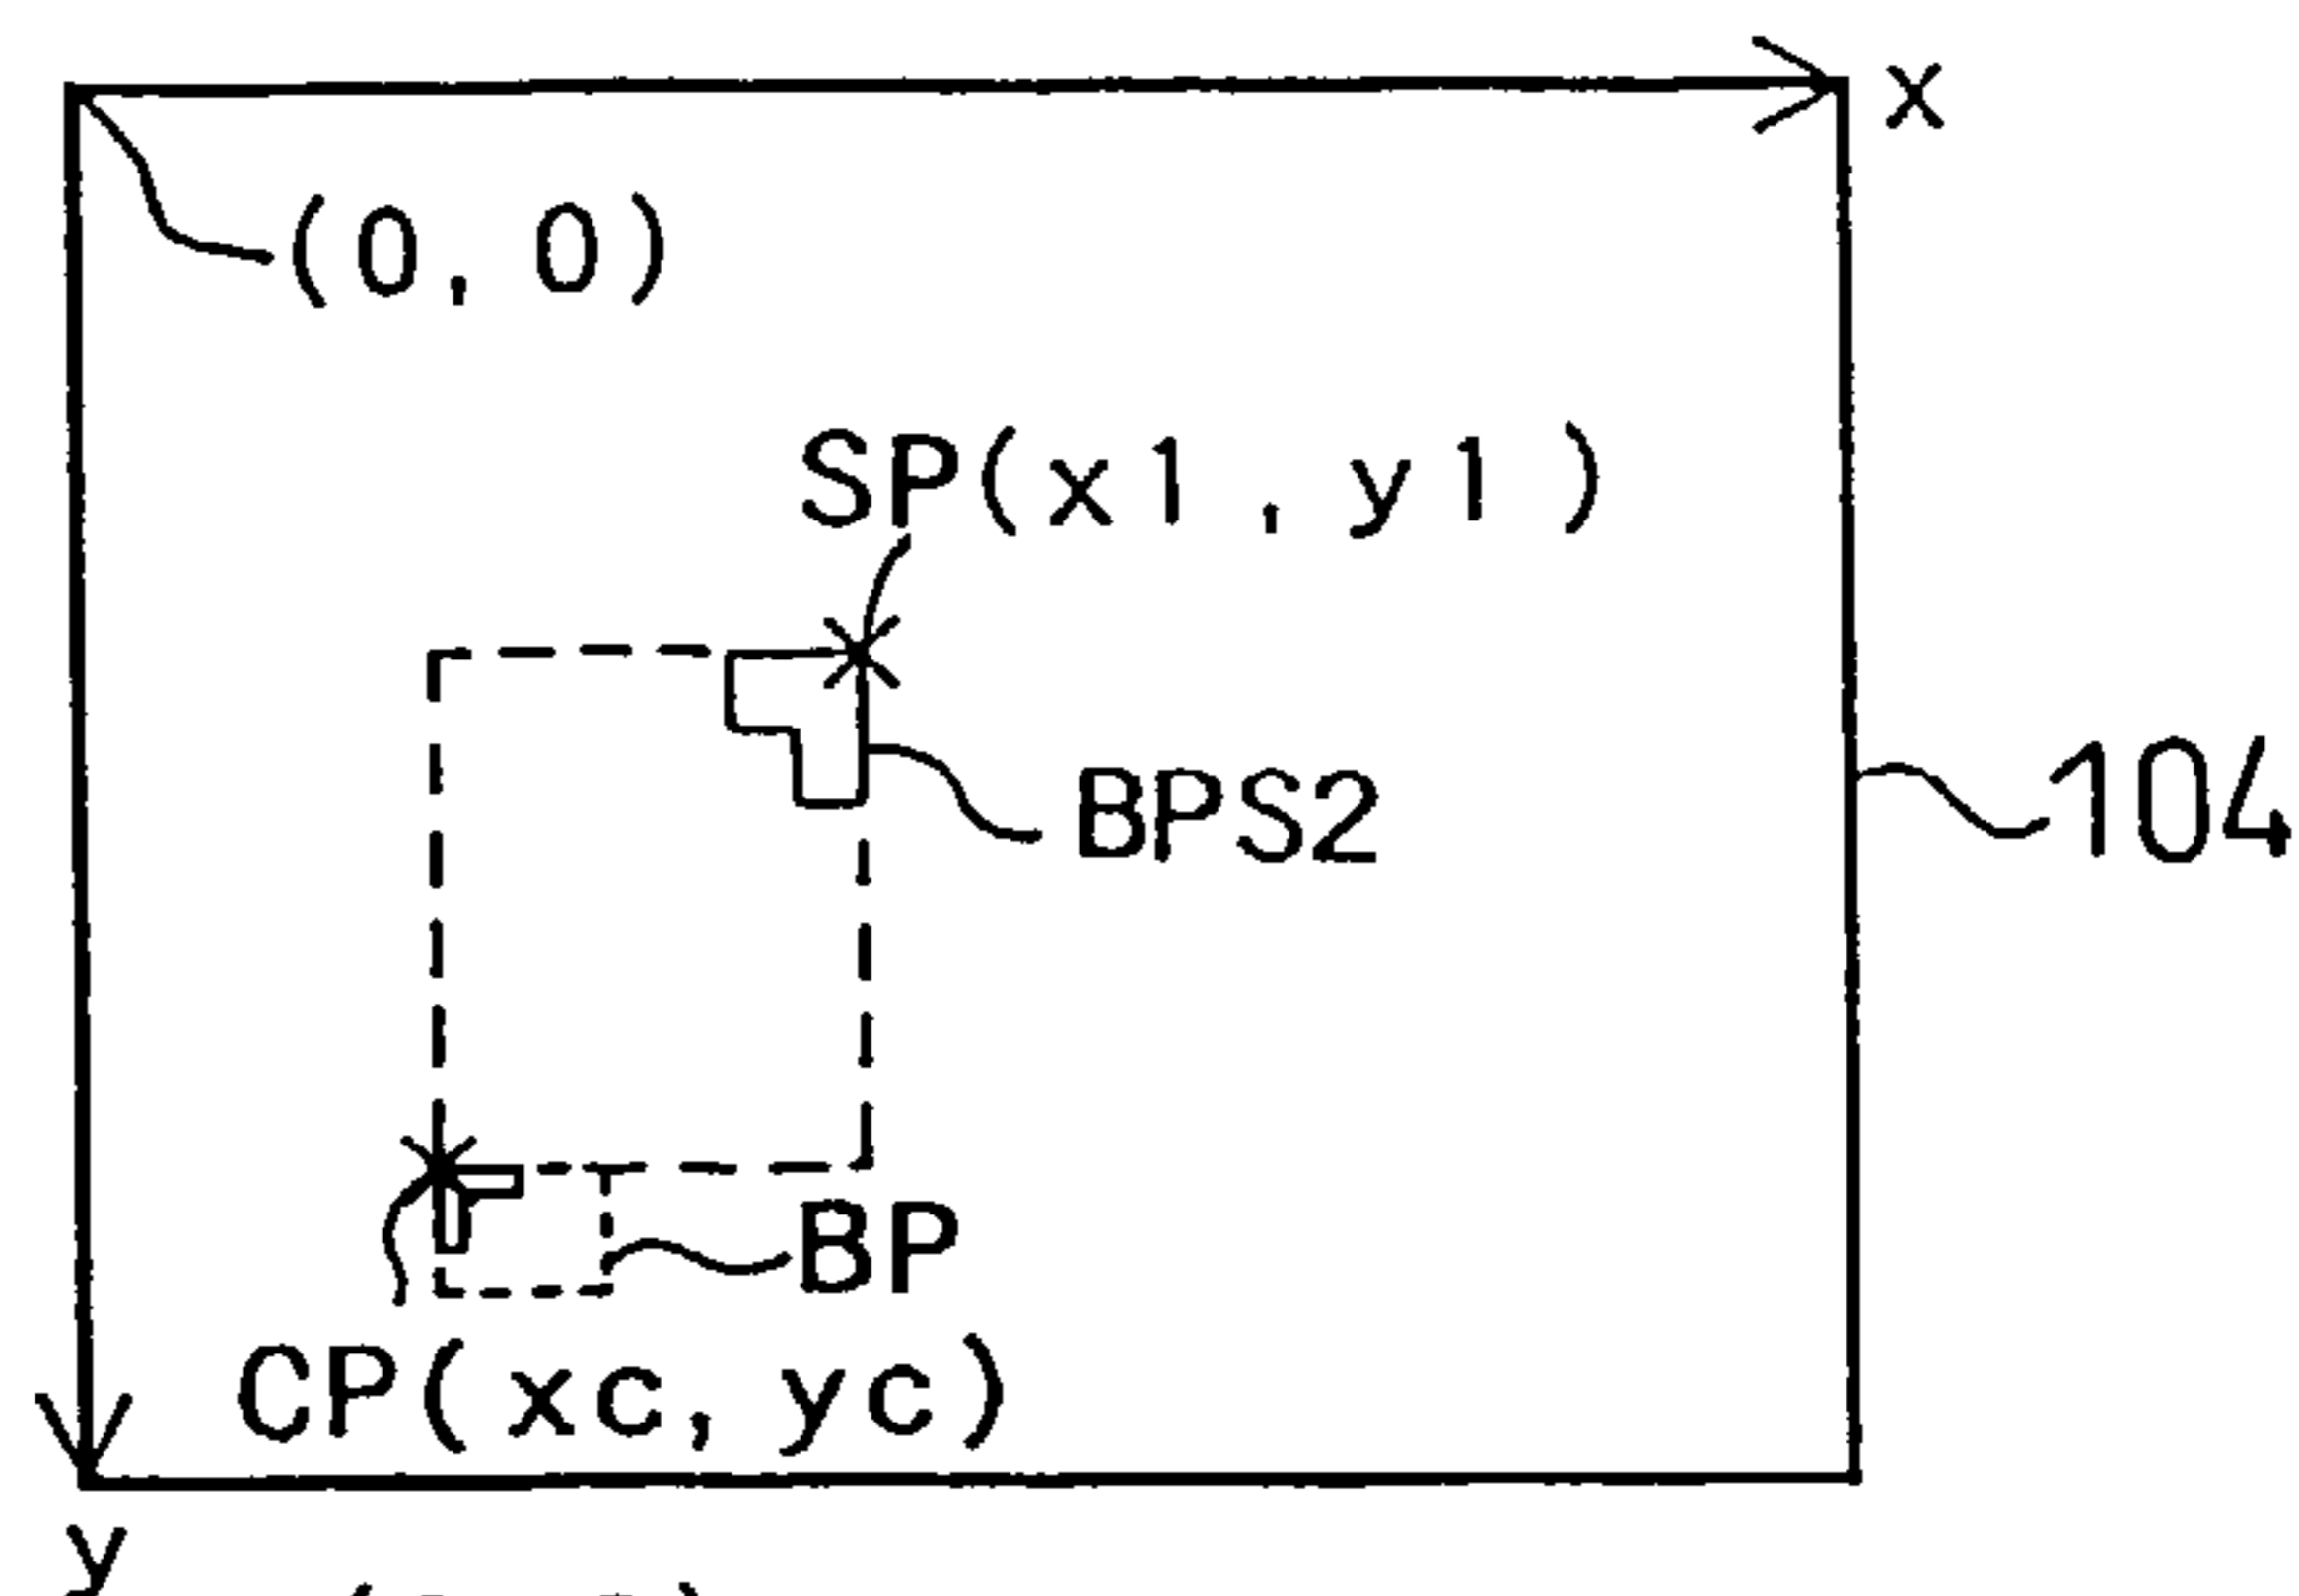 x
(0, 0)
SP(x1, y1)
BPS2
104
BP
CP(xc, yc)
y